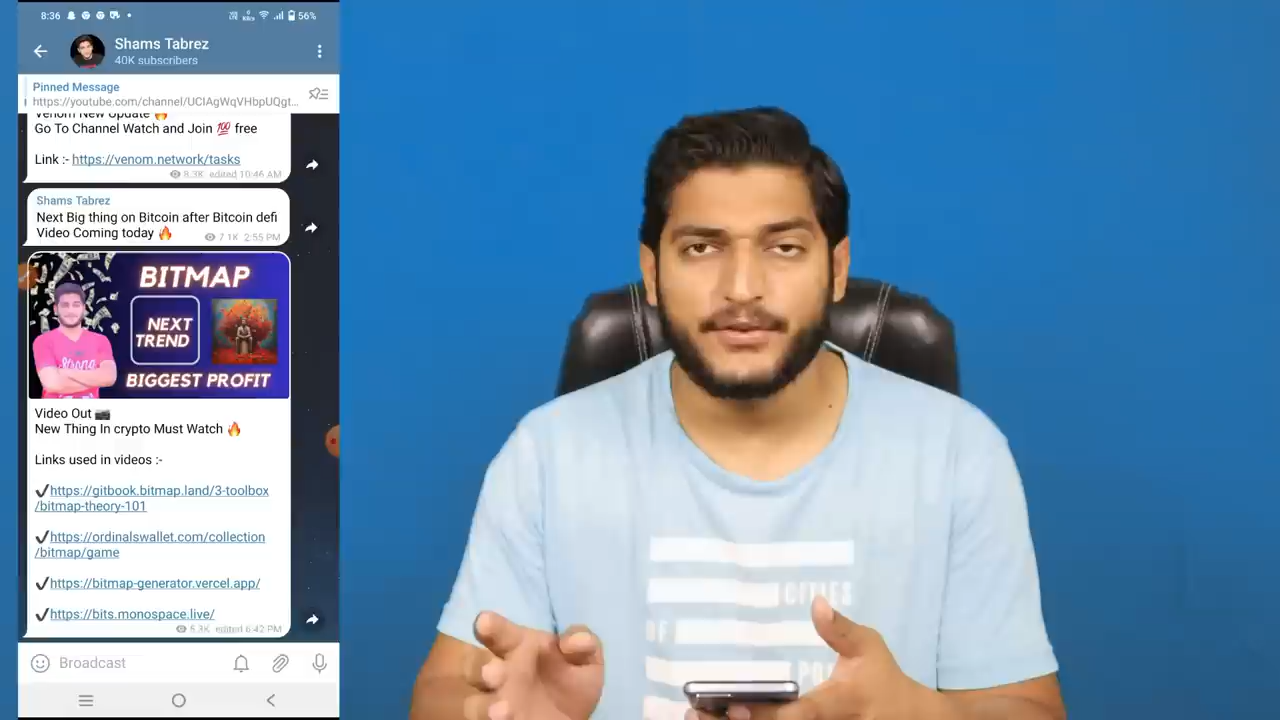 8:36
56%
Shams Tabrez
40K subscribers
Pinned Message
https://youtube.com/channel/UCIAgWqVHbpUQgt...
Venom New Update 🔥
Go To Channel Watch and Join 💯 free
Link :- https://venom.network/tasks
8.3K edited 10:46 AM
Shams Tabrez
Next Big thing on Bitcoin after Bitcoin defi
Video Coming today 🔥
7.1K 2:55 PM
BITMAP
NEXT
TREND
BIGGEST PROFIT
Video Out 📷
New Thing In crypto Must Watch 🔥
Links used in videos :-
✔https://gitbook.bitmap.land/3-toolbox
/bitmap-theory-101
✔https://ordinalswallet.com/collection
/bitmap/game
✔https://bitmap-generator.vercel.app/
✔https://bits.monospace.live/
edited 6:42 PM
Broadcast
CITIES
OF